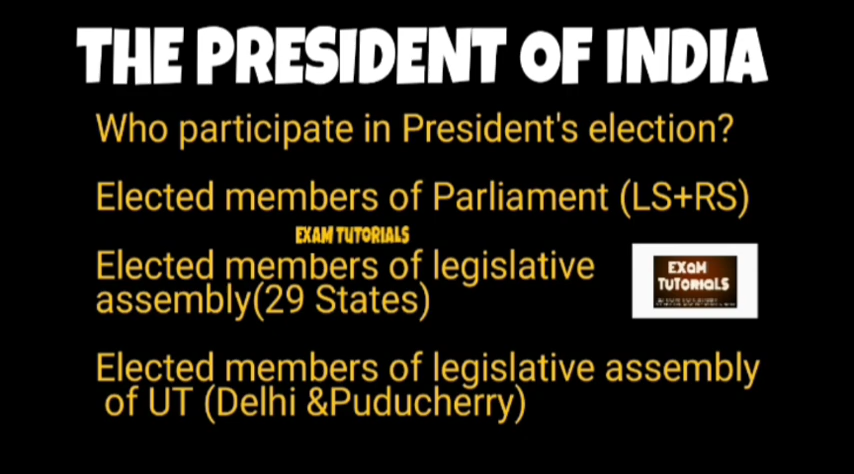 THE PRESIDENT OF INDIA
Who participate in President's election?
Elected members of Parliament (LS+RS)
EXAM TUTORIALS
Elected members of legislative
assembly(29 States)
EXAM
TUTORIALS
Elected members of legislative assembly
of UT (Delhi &Puducherry)